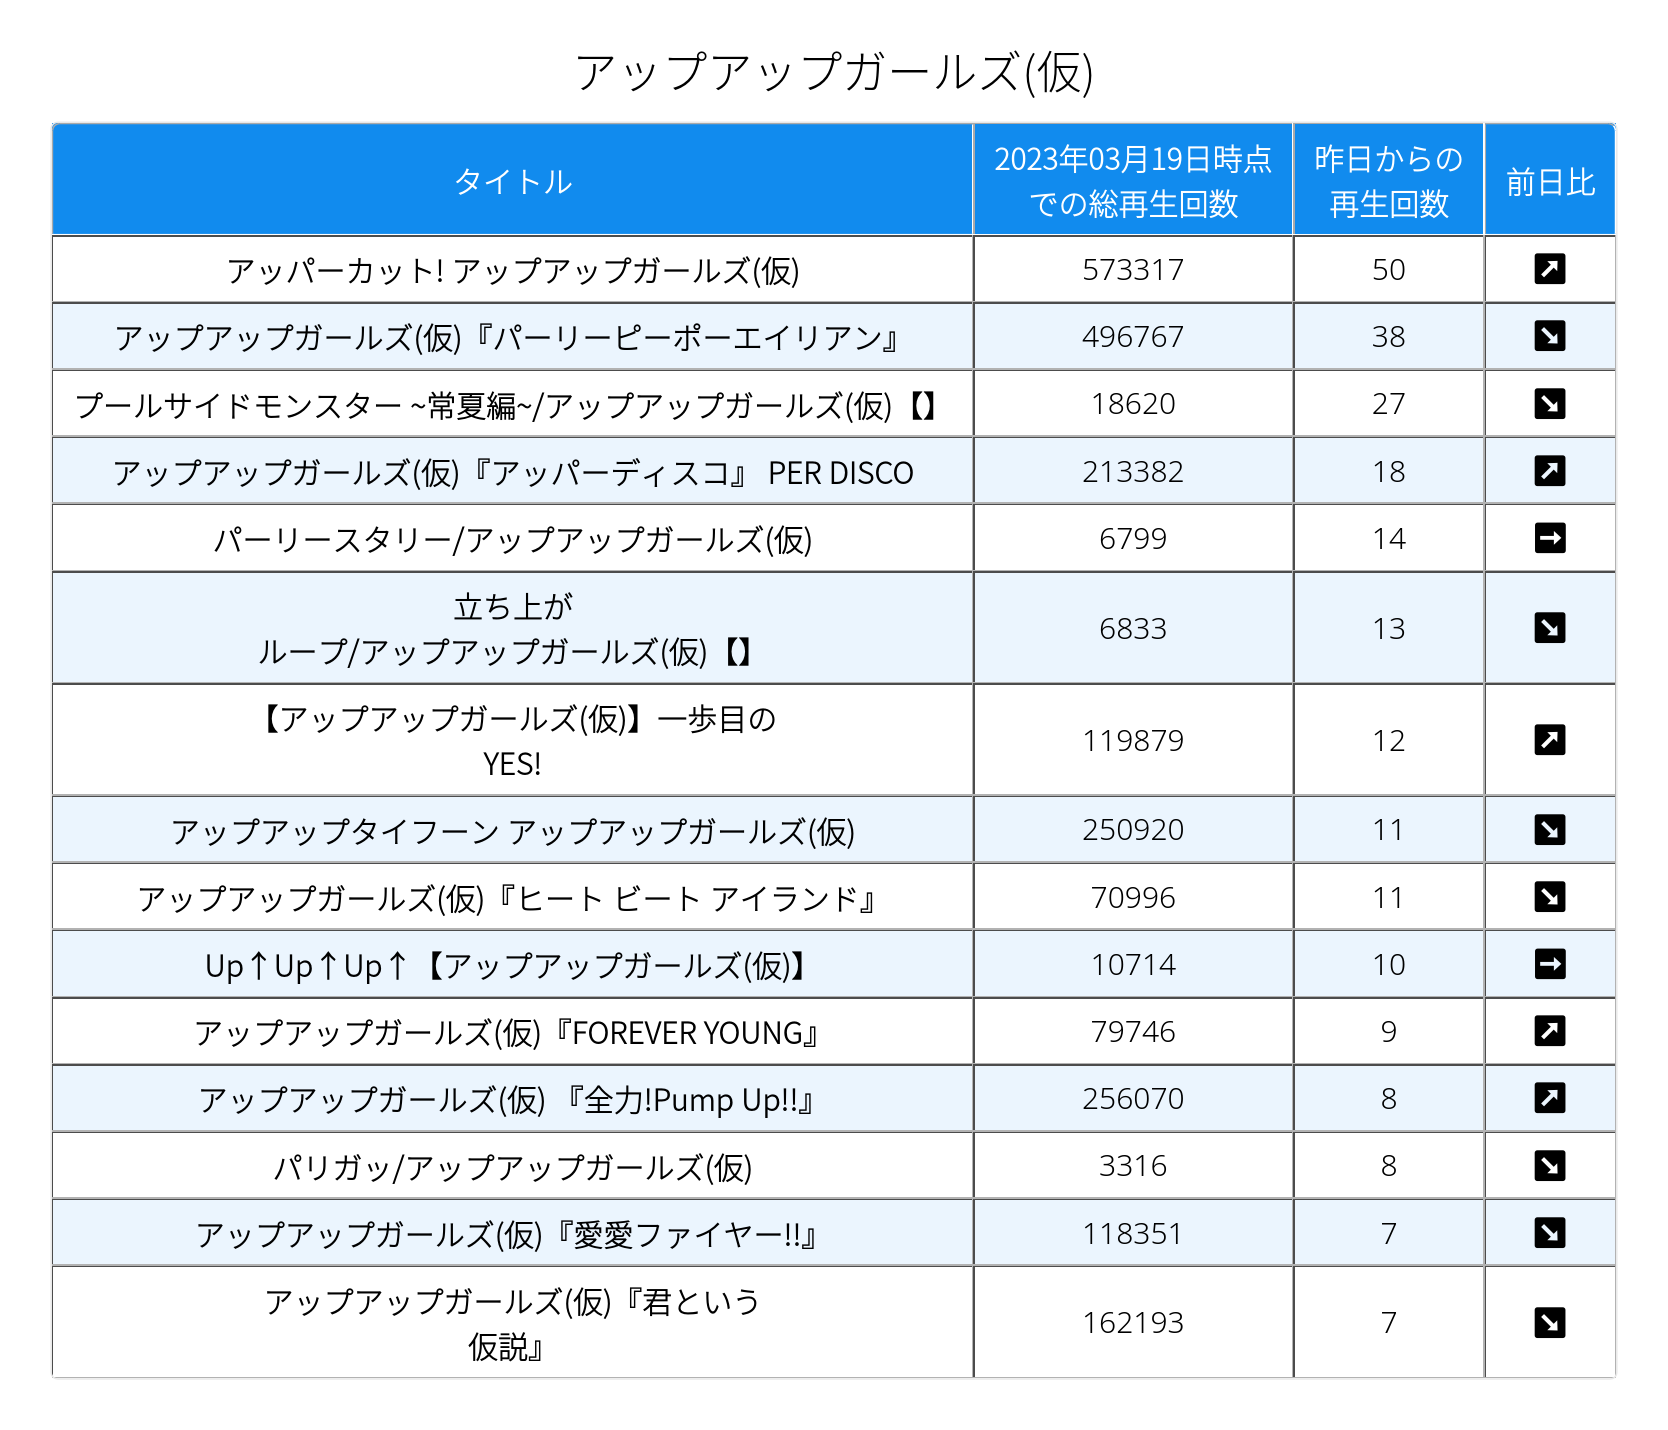 アップアップガールズ(仮)
タイトル
2023年03月19日時点
での総再生回数
昨日からの
再生回数
前日比
アッパーカット! アップアップガールズ(仮) 573317 50 ↗
アップアップガールズ(仮)『パーリーピーポーエイリアン』 496767 38 ↘
プールサイドモンスター ~常夏編~/アップアップガールズ(仮)【】 18620 27 ↘
アップアップガールズ(仮)『アッパーディスコ』 PER DISCO 213382 18 ↗
パーリースタリー/アップアップガールズ(仮) 6799 14 →
立ち上が
ループ/アップアップガールズ(仮)【】 6833 13 ↘
【アップアップガールズ(仮)】一歩目の
YES! 119879 12 ↗
アップアップタイフーン アップアップガールズ(仮) 250920 11 ↘
アップアップガールズ(仮)『ヒート ビート アイランド』 70996 11 ↘
Up↑Up↑Up↑【アップアップガールズ(仮)】 10714 10 →
アップアップガールズ(仮)『FOREVER YOUNG』 79746 9 ↗
アップアップガールズ(仮) 『全力!Pump Up!!』 256070 8 ↗
パリガッ/アップアップガールズ(仮) 3316 8 ↘
アップアップガールズ(仮)『愛愛ファイヤー!!』 118351 7 ↘
アップアップガールズ(仮)『君という
仮説』 162193 7 ↘